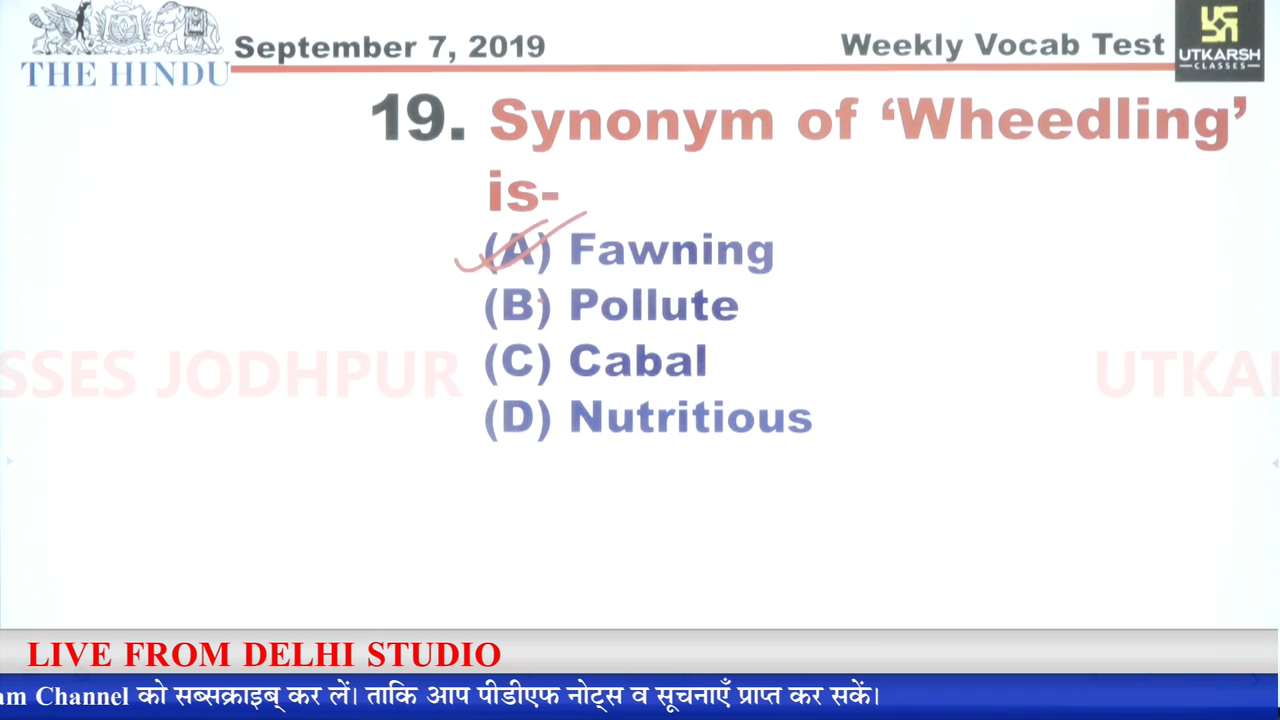 September 7, 2019
Weekly Vocab Test
THE HINDU
UTKARSH
CLASSES
19. Synonym of ‘Wheedling’
is-
(A) Fawning
(B) Pollute
(C) Cabal
(D) Nutritious
SSES JODHPUR
UTKA
LIVE FROM DELHI STUDIO
am Channel को सब्सक्राइब् कर लें। ताकि आप पीडीएफ नोट्स व सूचनाएँ प्राप्त कर सकें।